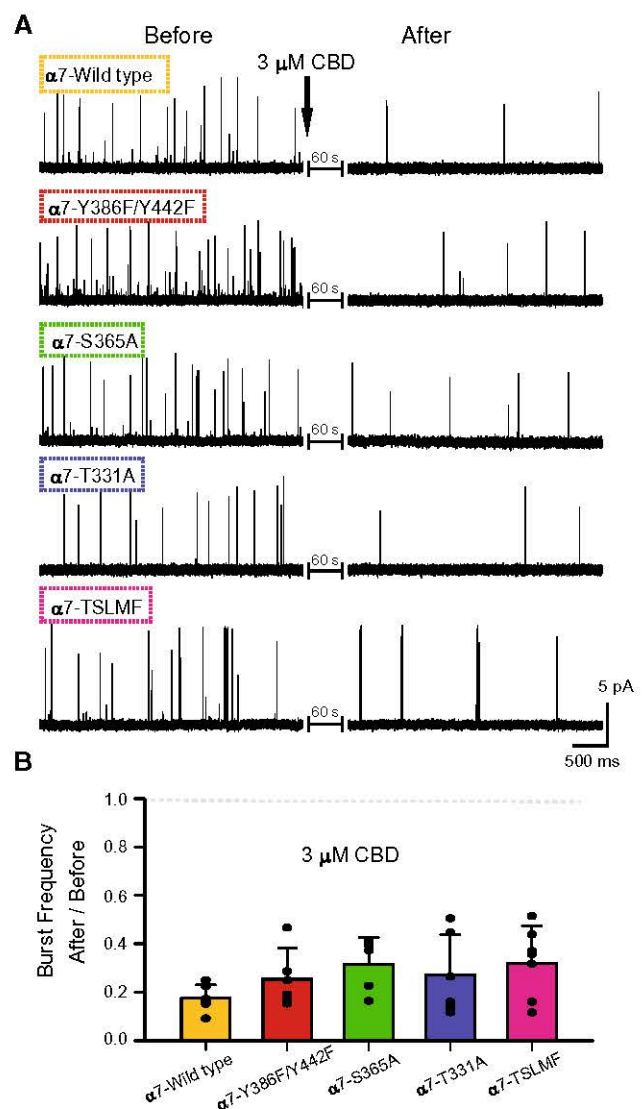 A
Before
After
3 μM CBD
α7-Wild type
60 s
α7-Y386F/Y442F
60 s
α7-S365A
60 s
α7-T331A
60 s
α7-TSLMF
60 s
5 pA
500 ms
B
Burst Frequency
After / Before
1.0
0.8
0.6
0.4
0.2
0.0
3 μM CBD
α7-Wild type
α7-Y386F/Y442F
α7-S365A
α7-T331A
α7-TSLMF